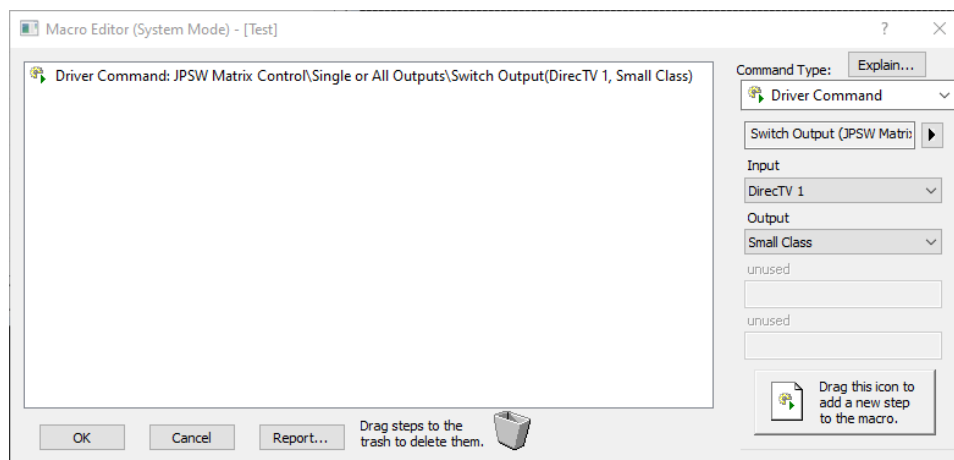 Macro Editor (System Mode) - [Test]
?
Driver Command: JPSW Matrix Control\Single or All Outputs\Switch Output(DirecTV 1, Small Class)
Command Type:
Explain...
Driver Command
Switch Output (JPSW Matri
Input
DirecTV 1
Output
Small Class
unused
unused
Drag this icon to
add a new step
to the macro.
OK
Cancel
Report...
Drag steps to the
trash to delete them.